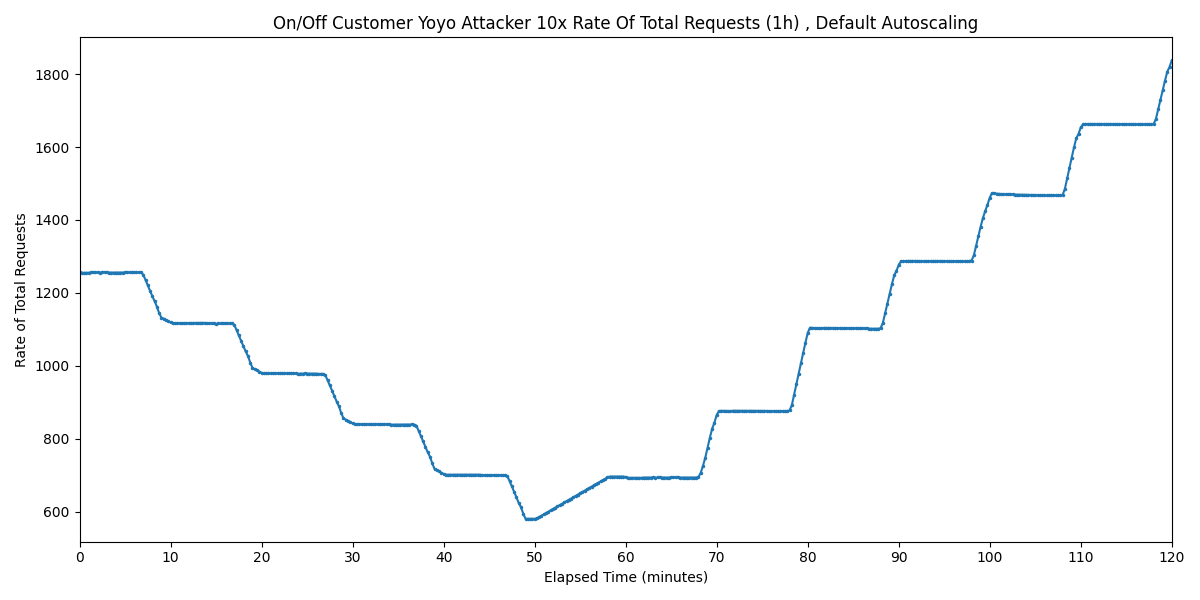 On/Off Customer Yoyo Attacker 10x Rate Of Total Requests (1h) , Default Autoscaling
1800
1600
1400
1200
1000
800
600
Rate of Total Requests
0 10 20 30 40 50 60 70 80 90 100 110 120
Elapsed Time (minutes)